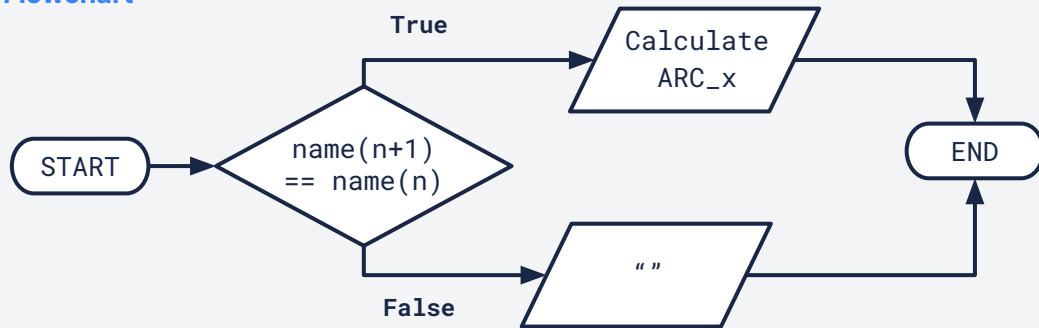 Flowchart
True
Calculate
ARC_x
START
name(n+1)
== name(n)
END
“ ”
False